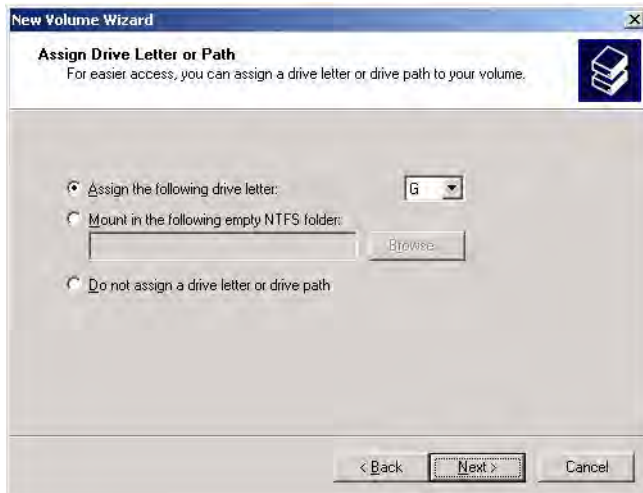 New Volume Wizard
Assign Drive Letter or Path
For easier access, you can assign a drive letter or drive path to your volume.
Assign the following drive letter: G
Mount in the following empty NTFS folder:
Browse...
Do not assign a drive letter or drive path
< Back Next > Cancel